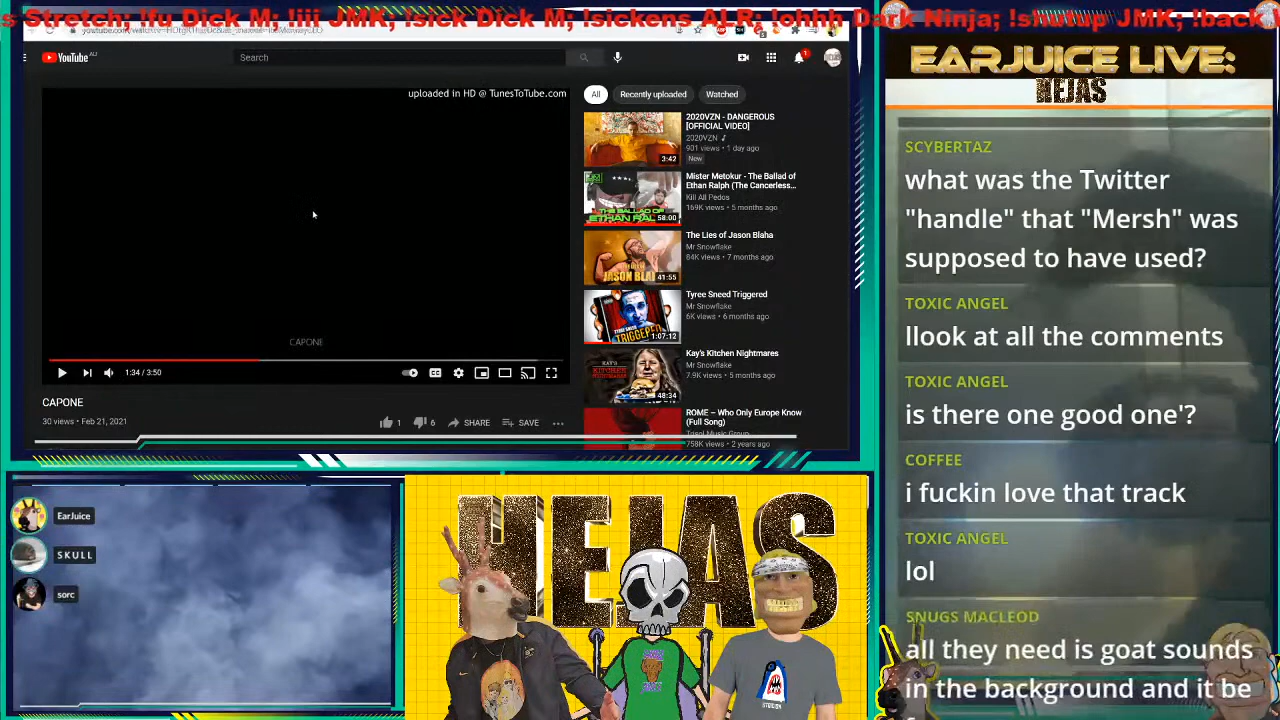 s Stretch; !fu Dick M; !iiii JMK; !sick Dick M; !sickens ALR; !ohhh Dark Ninja; !shutup JMK; !back
YouTube AU
Search
1
uploaded in HD @ TunesToTube.com
CAPONE
1:34 / 3:50
CAPONE
30 views • Feb 21, 2021
1
6
SHARE
SAVE
All
Recently uploaded
Watched
3:42
2020VZN - DANGEROUS
[OFFICIAL VIDEO]
2020VZN
901 views • 1 day ago
New
58:00
Mister Metokur - The Ballad of
Ethan Ralph (The Cancerless...
Kill All Pedos
169K views • 5 months ago
41:55
The Lies of Jason Blaha
Mr Snowflake
84K views • 7 months ago
1:07:12
Tyree Sneed Triggered
Mr Snowflake
6K views • 6 months ago
48:34
Kay's Kitchen Nightmares
Mr Snowflake
7.9K views • 5 months ago
ROME – Who Only Europe Know
(Full Song)
758K views • 2 years ago
EarJuice
SKULL
sorc
HEJAS
EARJUICE LIVE:
HEJAS
SCYBERTAZ
what was the Twitter
"handle" that "Mersh" was
supposed to have used?
TOXIC ANGEL
llook at all the comments
TOXIC ANGEL
is there one good one'?
COFFEE
i fuckin love that track
TOXIC ANGEL
lol
SNUGS MACLEOD
all they need is goat sounds
in the background and it be